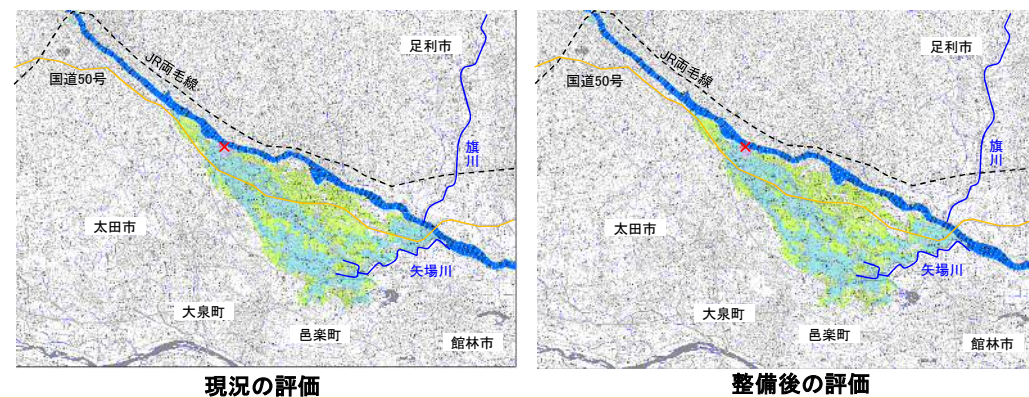 足利市
JR両毛線
国道50号
旗川
太田市
矢場川
大泉町
邑楽町
館林市
現況の評価
足利市
JR両毛線
国道50号
旗川
太田市
矢場川
大泉町
邑楽町
館林市
整備後の評価